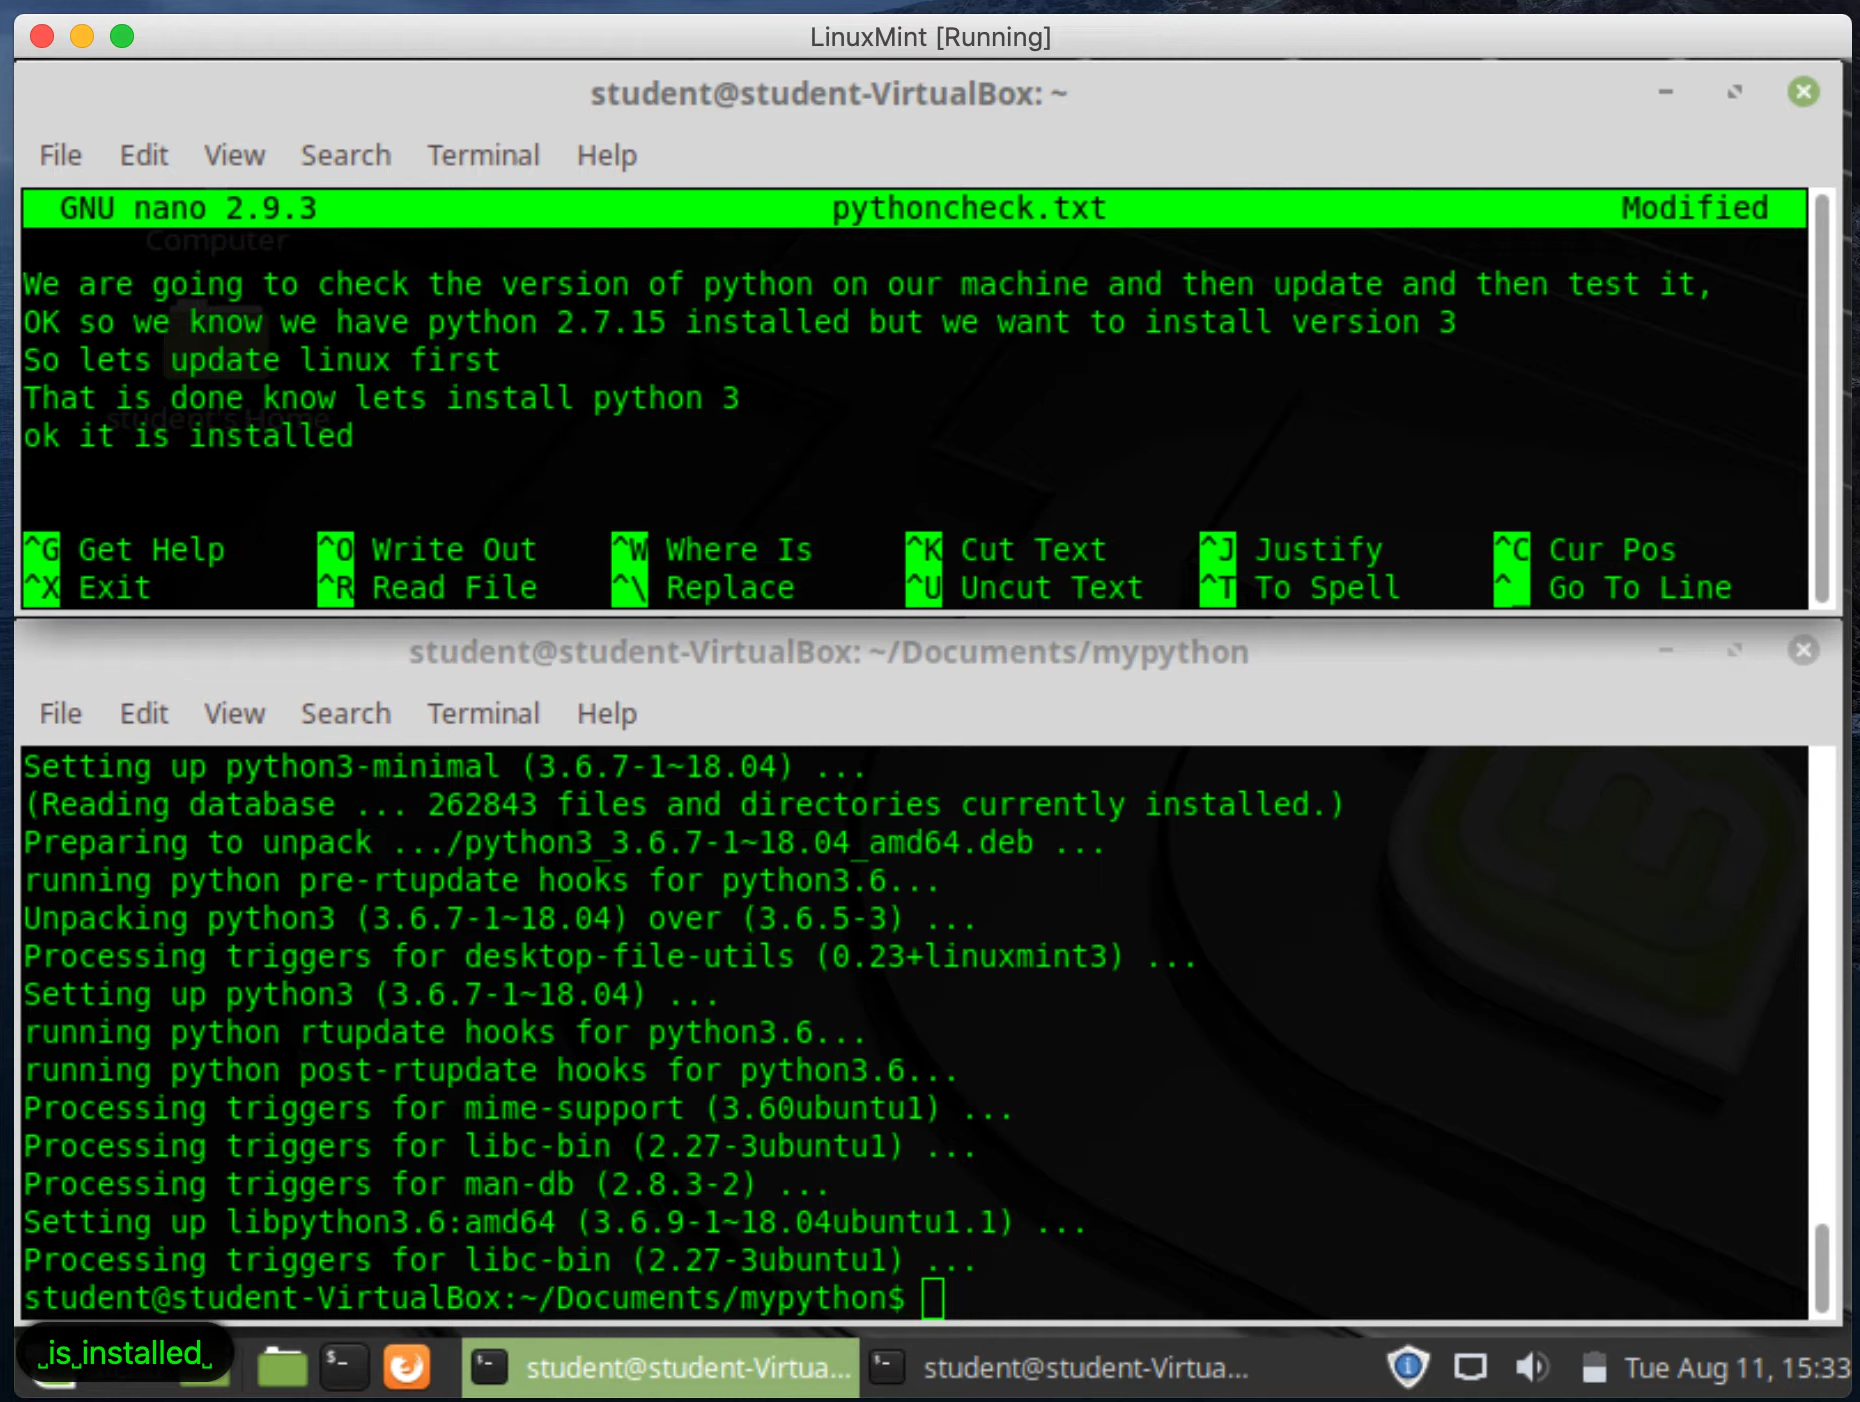 LinuxMint [Running]
student@student-VirtualBox: ~
File Edit View Search Terminal Help
GNU nano 2.9.3 pythoncheck.txt Modified
Computer
We are going to check the version of python on our machine and then update and then test it,
OK so we know we have python 2.7.15 installed but we want to install version 3
So lets update linux first
That is done know lets install python 3
student's Home
ok it is installed
^G Get Help ^O Write Out ^W Where Is ^K Cut Text ^J Justify ^C Cur Pos
^X Exit ^R Read File ^\ Replace ^U Uncut Text ^T To Spell ^_ Go To Line
student@student-VirtualBox: ~/Documents/mypython
File Edit View Search Terminal Help
Setting up python3-minimal (3.6.7-1~18.04) ...
(Reading database ... 262843 files and directories currently installed.)
Preparing to unpack .../python3_3.6.7-1~18.04_amd64.deb ...
running python pre-rtupdate hooks for python3.6...
Unpacking python3 (3.6.7-1~18.04) over (3.6.5-3) ...
Processing triggers for desktop-file-utils (0.23+linuxmint3) ...
Setting up python3 (3.6.7-1~18.04) ...
running python rtupdate hooks for python3.6...
running python post-rtupdate hooks for python3.6...
Processing triggers for mime-support (3.60ubuntu1) ...
Processing triggers for libc-bin (2.27-3ubuntu1) ...
Processing triggers for man-db (2.8.3-2) ...
Setting up libpython3.6:amd64 (3.6.9-1~18.04ubuntu1.1) ...
Processing triggers for libc-bin (2.27-3ubuntu1) ...
student@student-VirtualBox:~/Documents/mypython$
␣is␣installed␣
student@student-Virtua... student@student-Virtua... Tue Aug 11, 15:33